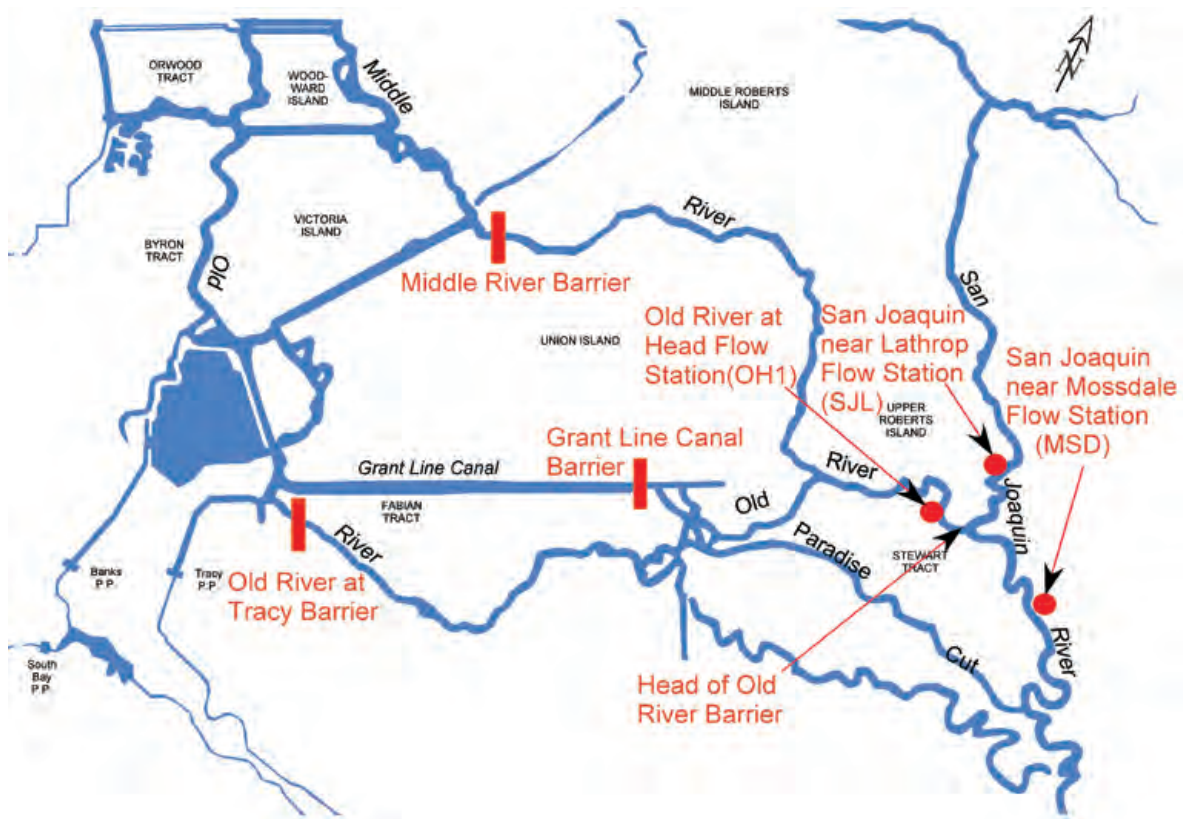 ORWOOD
TRACT
WOOD-
WARD
ISLAND
Middle
MIDDLE ROBERTS
ISLAND
N
BYRON
TRACT
Old
VICTORIA
ISLAND
River
San
Middle River Barrier
UNION ISLAND
Old River at
Head Flow
Station(OH1)
San Joaquin
near Lathrop
Flow Station
(SJL)
San Joaquin
near Mossdale
Flow Station
(MSD)
UPPER
ROBERTS
ISLAND
Grant Line Canal
Barrier
Grant Line Canal
FABIAN
TRACT
Old
River
Joaquin
River
Paradise
Cut
STEWART
TRACT
River
Old River at
Tracy Barrier
Banks
P.P.
Tracy
P.P.
South
Bay
P.P.
Head of Old
River Barrier